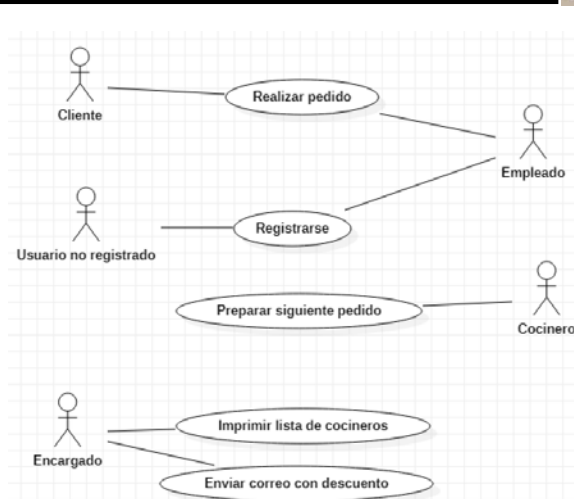 Realizar pedido
Cliente
Empleado
Registrarse
Usuario no registrado
Preparar siguiente pedido
Cocinero
Imprimir lista de cocineros
Encargado
Enviar correo con descuento